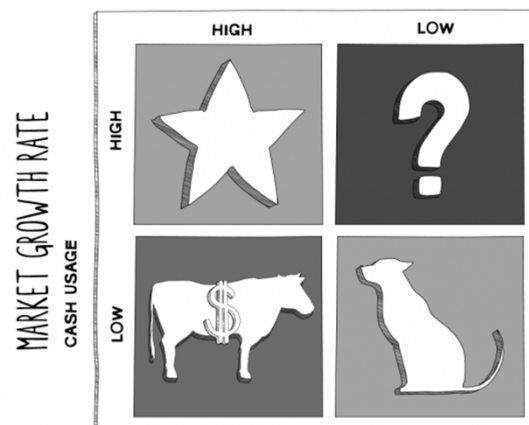 HIGH LOW
MARKET GROWTH RATE
CASH USAGE
HIGH
?
LOW
$